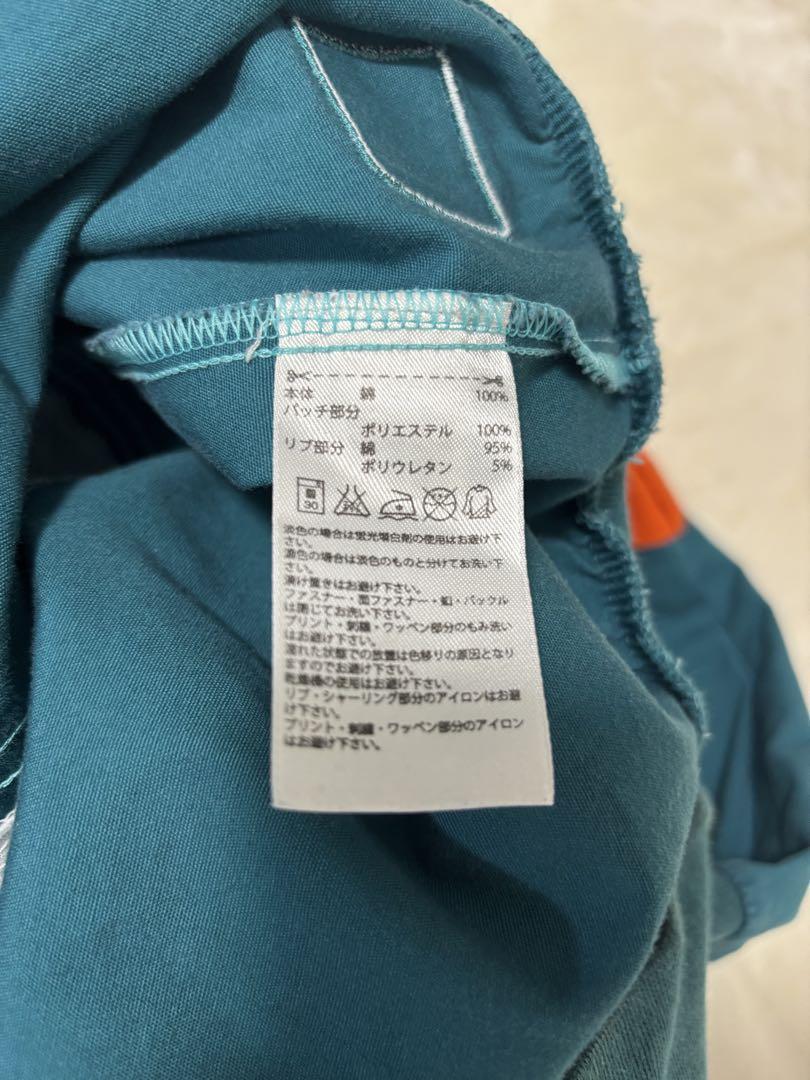 本体 綿 100%
パッチ部分
ポリエステル 100%
リブ部分 綿 95%
ポリウレタン 5%
30
淡色の場合は蛍光増白剤の使用はお避け下
さい。
濃色の場合は淡色のものと分けてお洗い下
さい。
漬け置きはお避け下さい。
ファスナー・面ファスナー・釦・バックル
は閉じてお洗い下さい。
プリント・刺繍・ワッペン部分のもみ洗い
はお避け下さい。
濡れた状態での放置は色移りの原因となり
ますのでお避け下さい。
乾燥機の使用はお避け下さい。
リブ・シャーリング部分のアイロンはお避
け下さい。
プリント・刺繍・ワッペン部分のアイロン
はお避け下さい。